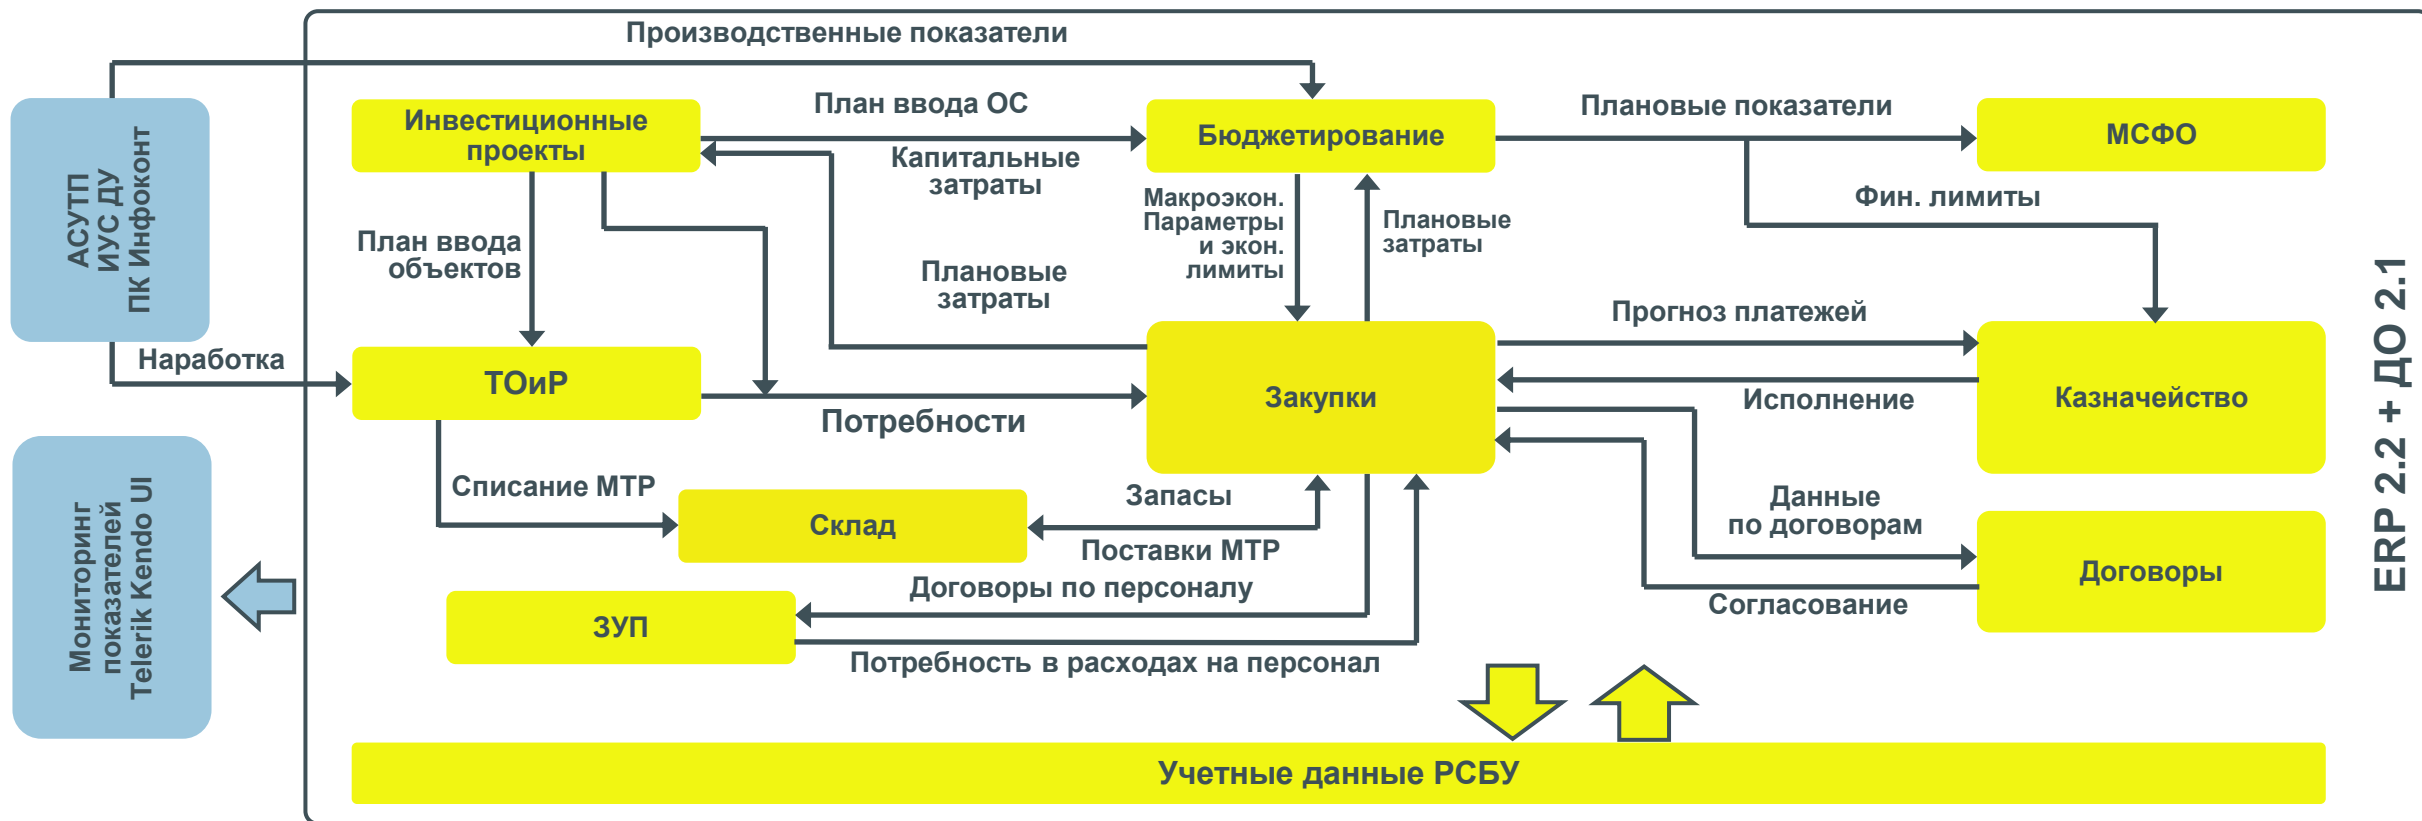 Производственные показатели
АСУТП
ИУС ДУ
ПК Инфоконт
Инвестиционные
проекты
План ввода ОС
Капитальные
затраты
Бюджетирование
Плановые показатели
МСФО
План ввода
объектов
Плановые
затраты
Макроэкон.
Параметры
и экон.
лимиты
Плановые
затраты
Фин. лимиты
Наработка
ТОиР
Потребности
Закупки
Прогноз платежей
Исполнение
Казначейство
ERP 2.2 + ДО 2.1
Мониторинг
показателей
Telerik Kendo UI
Списание МТР
Склад
Запасы
Поставки МТР
Данные
по договорам
Договоры
Согласование
Договоры по персоналу
ЗУП
Потребность в расходах на персонал
Учетные данные РСБУ